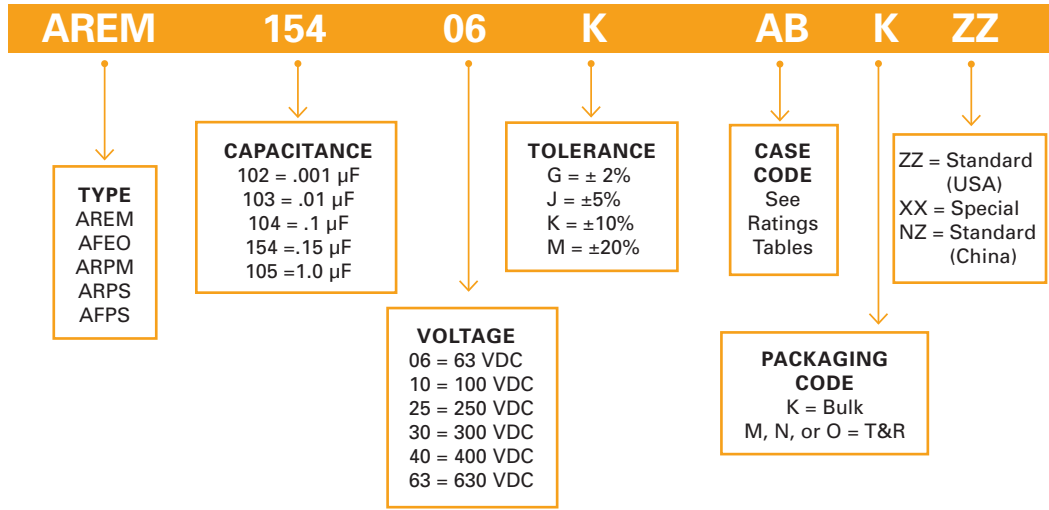 AREM 154 06 K AB K ZZ
TYPE
AREM
AFEO
ARPM
ARPS
AFPS
CAPACITANCE
102 = .001 µF
103 = .01 µF
104 = .1 µF
154 =.15 µF
105 =1.0 µF
VOLTAGE
06 = 63 VDC
10 = 100 VDC
25 = 250 VDC
30 = 300 VDC
40 = 400 VDC
63 = 630 VDC
TOLERANCE
G = ± 2%
J = ±5%
K = ±10%
M = ±20%
CASE
CODE
See
Ratings
Tables
PACKAGING
CODE
K = Bulk
M, N, or O = T&R
ZZ = Standard
(USA)
XX = Special
NZ = Standard
(China)